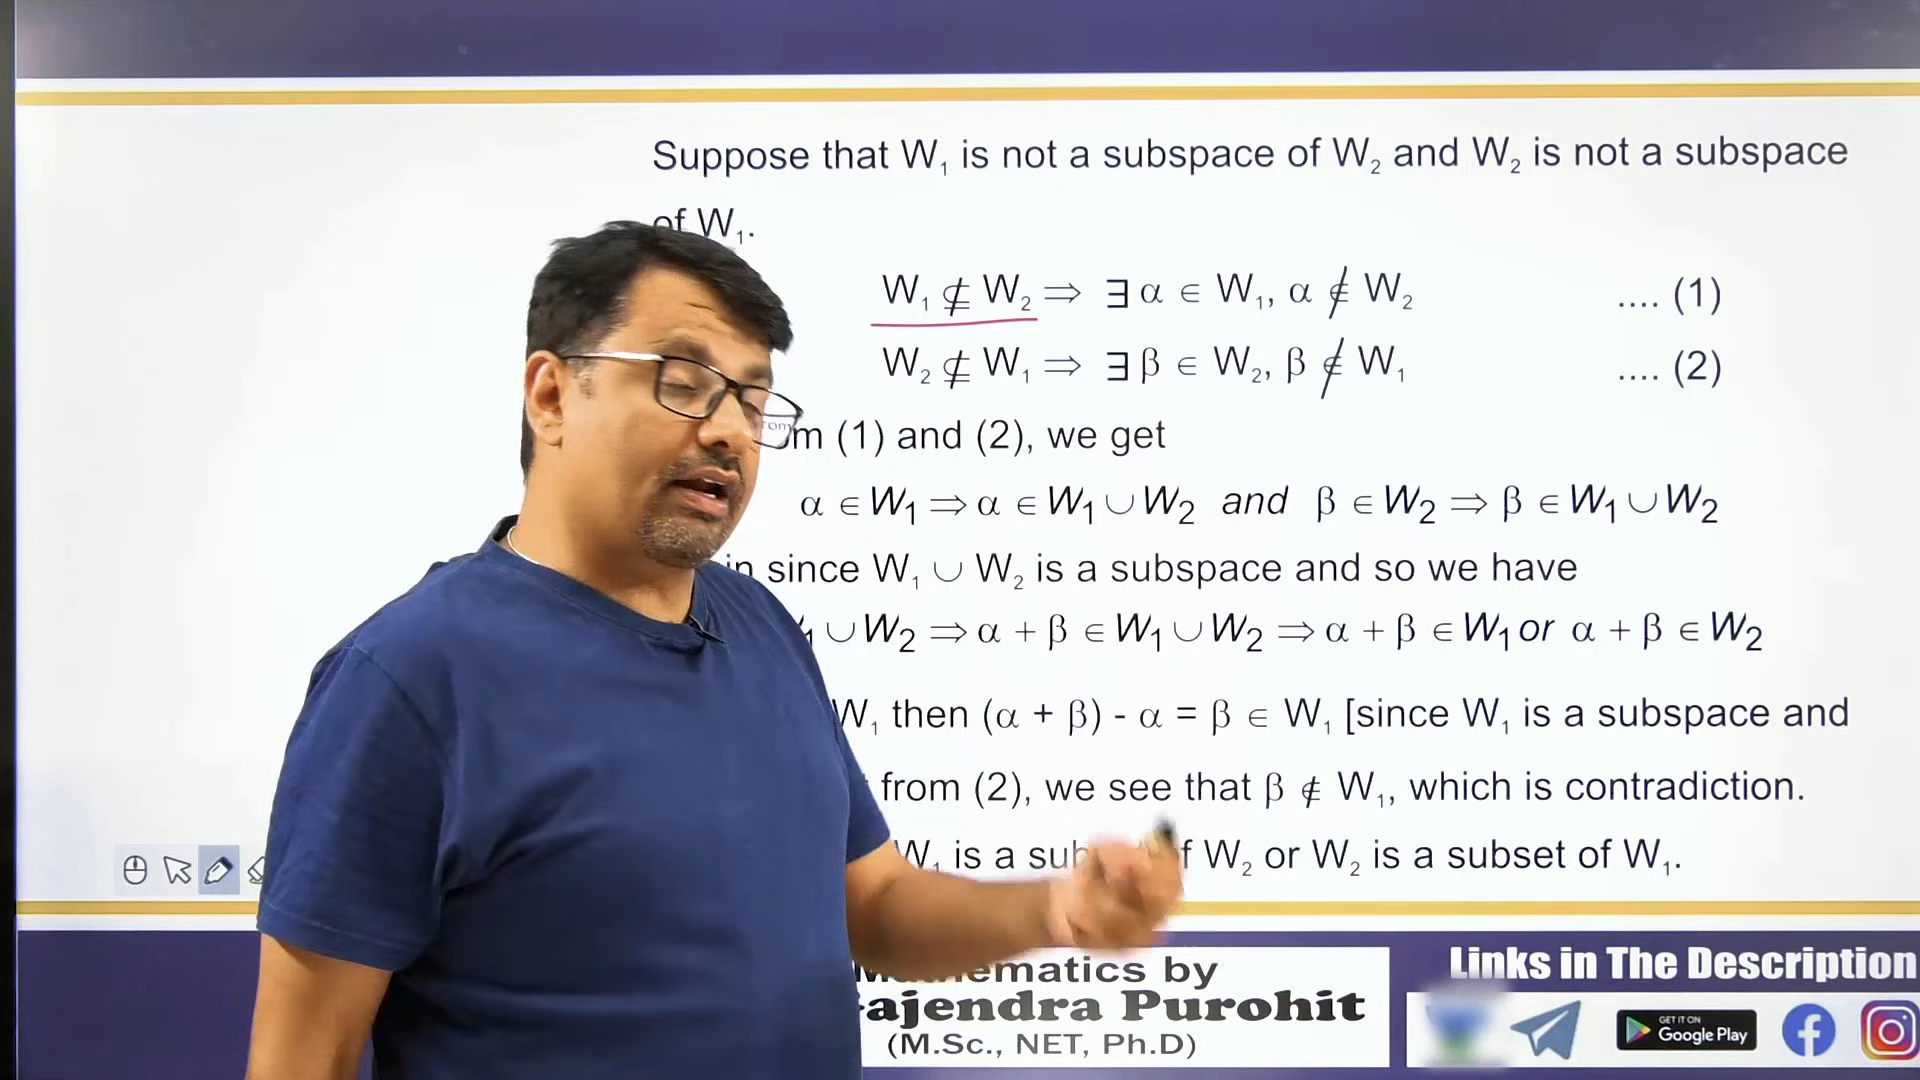 Suppose that W₁ is not a subspace of W₂ and W₂ is not a subspace
of W₁.
W₁ ⊄ W₂ ⇒ ∃ α ∈ W₁, α ∉ W₂ .... (1)
W₂ ⊄ W₁ ⇒ ∃ β ∈ W₂, β ∉ W₁ .... (2)
(1) and (2), we get
α ∈ W₁ ⇒ α ∈ W₁ ∪ W₂ and β ∈ W₂ ⇒ β ∈ W₁ ∪ W₂
since W₁ ∪ W₂ is a subspace and so we have
∪ W₂ ⇒ α + β ∈ W₁ ∪ W₂ ⇒ α + β ∈ W₁ or α + β ∈ W₂
W₁ then (α + β) - α = β ∈ W₁ [since W₁ is a subspace and
from (2), we see that β ∉ W₁, which is contradiction.
W₁ is a W₂ or W₂ is a subset of W₁.
Mathematics by
ajendra Purohit
(M.Sc., NET, Ph.D)
Links in The Description
GET IT ON
Google Play